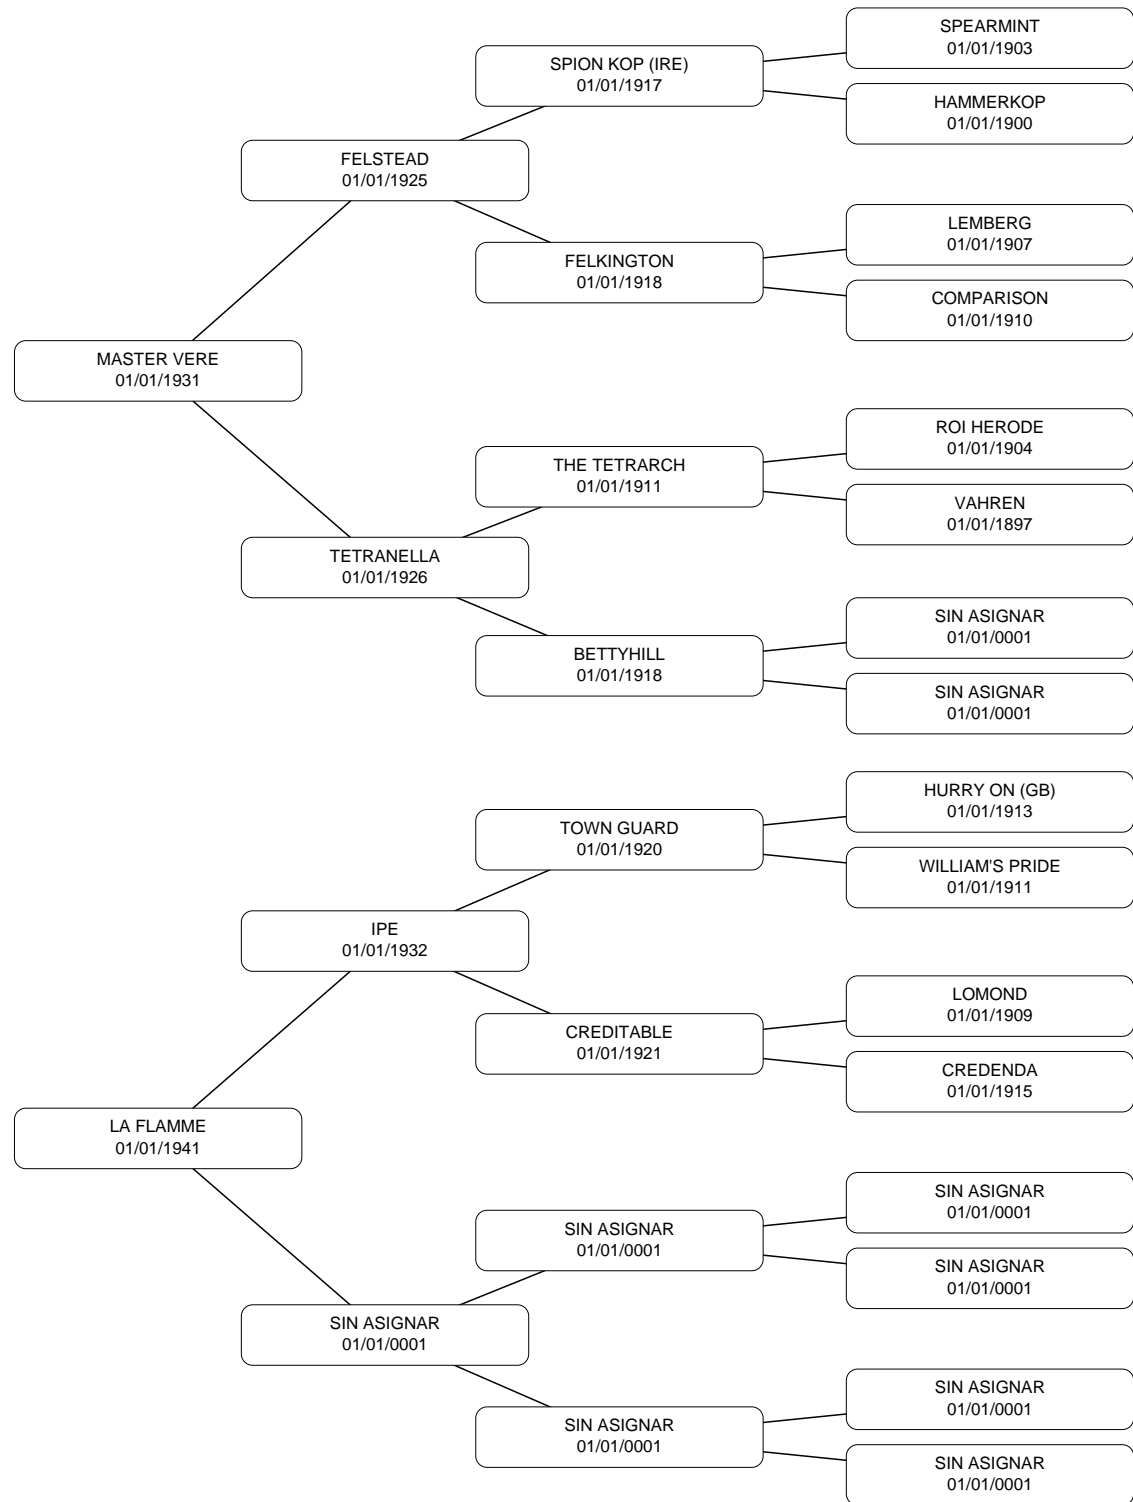 SPEARMINT
01/01/1903
SPION KOP (IRE)
01/01/1917
HAMMERKOP
01/01/1900
FELSTEAD
01/01/1925
LEMBERG
01/01/1907
FELKINGTON
01/01/1918
COMPARISON
01/01/1910
MASTER VERE
01/01/1931
ROI HERODE
01/01/1904
THE TETRARCH
01/01/1911
VAHREN
01/01/1897
TETRANELLA
01/01/1926
SIN ASIGNAR
01/01/0001
BETTYHILL
01/01/1918
SIN ASIGNAR
01/01/0001
HURRY ON (GB)
01/01/1913
TOWN GUARD
01/01/1920
WILLIAM'S PRIDE
01/01/1911
IPE
01/01/1932
LOMOND
01/01/1909
CREDITABLE
01/01/1921
CREDENDA
01/01/1915
LA FLAMME
01/01/1941
SIN ASIGNAR
01/01/0001
SIN ASIGNAR
01/01/0001
SIN ASIGNAR
01/01/0001
SIN ASIGNAR
01/01/0001
SIN ASIGNAR
01/01/0001
SIN ASIGNAR
01/01/0001
SIN ASIGNAR
01/01/0001